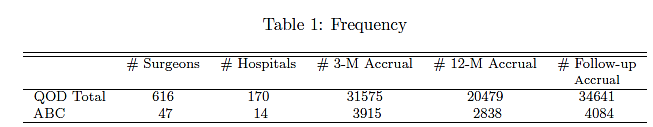 Table 1: Frequency
# Surgeons # Hospitals # 3-M Accrual # 12-M Accrual # Follow-up
Accrual
QOD Total 616 170 31575 20479 34641
ABC 47 14 3915 2838 4084